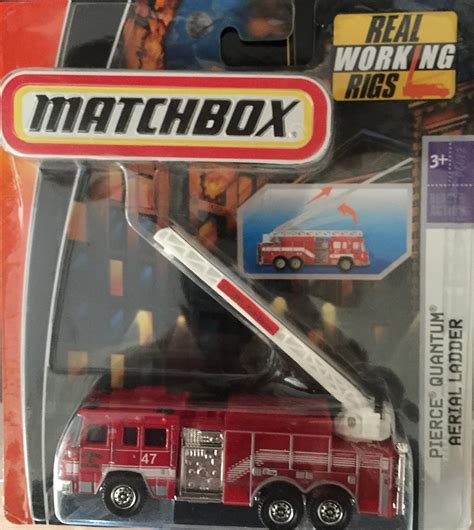 REAL
WORKING
RIGS
MATCHBOX
3+
PIERCE® QUANTUM®
AERIAL LADDER
47